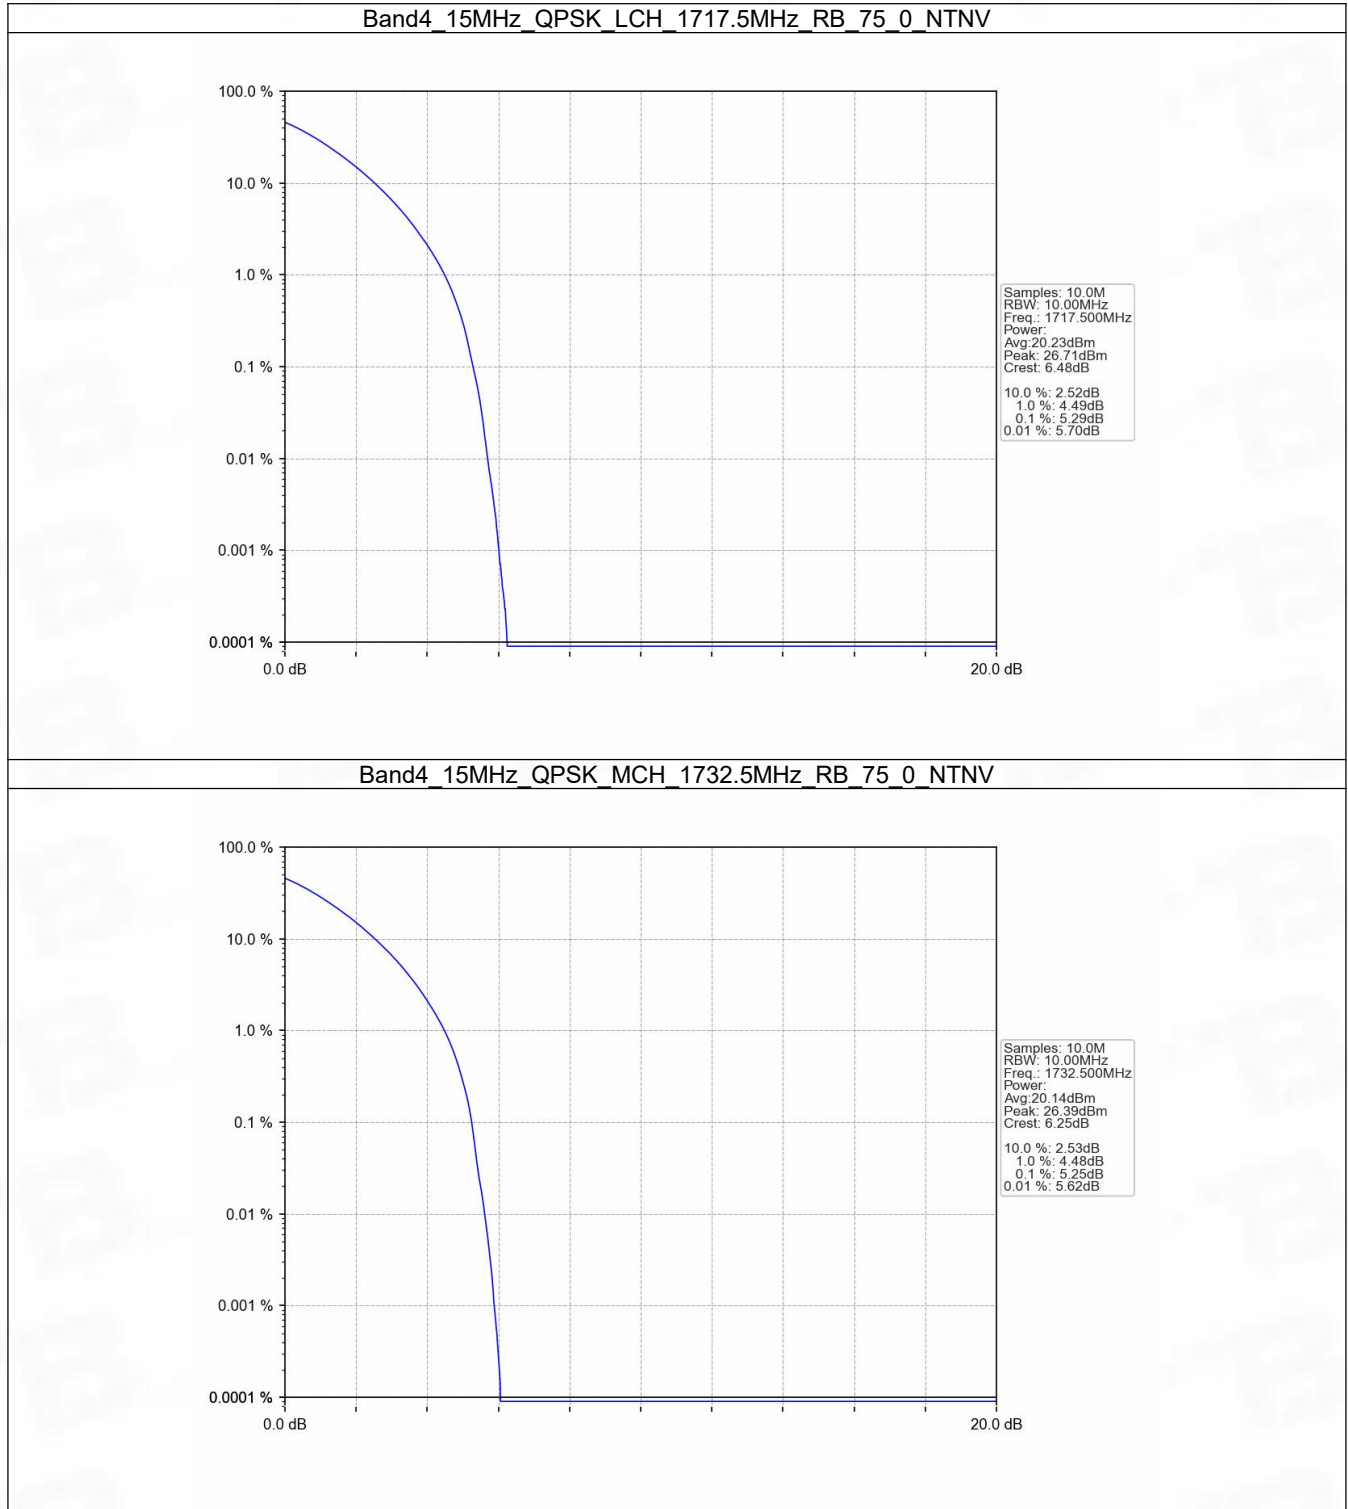 Band4_15MHz_QPSK_LCH_1717.5MHz_RB_75_0_NTNV
100.0 %
10.0 %
1.0 %
0.1 %
0.01 %
0.001 %
0.0001 %
0.0 dB
20.0 dB
Samples: 10.0M
RBW: 10.00MHz
Freq.: 1717.500MHz
Power:
Avg:20.23dBm
Peak: 26.71dBm
Crest: 6.48dB
10.0 %: 2.52dB
1.0 %: 4.49dB
0.1 %: 5.29dB
0.01 %: 5.70dB
Band4_15MHz_QPSK_MCH_1732.5MHz_RB_75_0_NTNV
100.0 %
10.0 %
1.0 %
0.1 %
0.01 %
0.001 %
0.0001 %
0.0 dB
20.0 dB
Samples: 10.0M
RBW: 10.00MHz
Freq.: 1732.500MHz
Power:
Avg:20.14dBm
Peak: 26.39dBm
Crest: 6.25dB
10.0 %: 2.53dB
1.0 %: 4.48dB
0.1 %: 5.25dB
0.01 %: 5.62dB